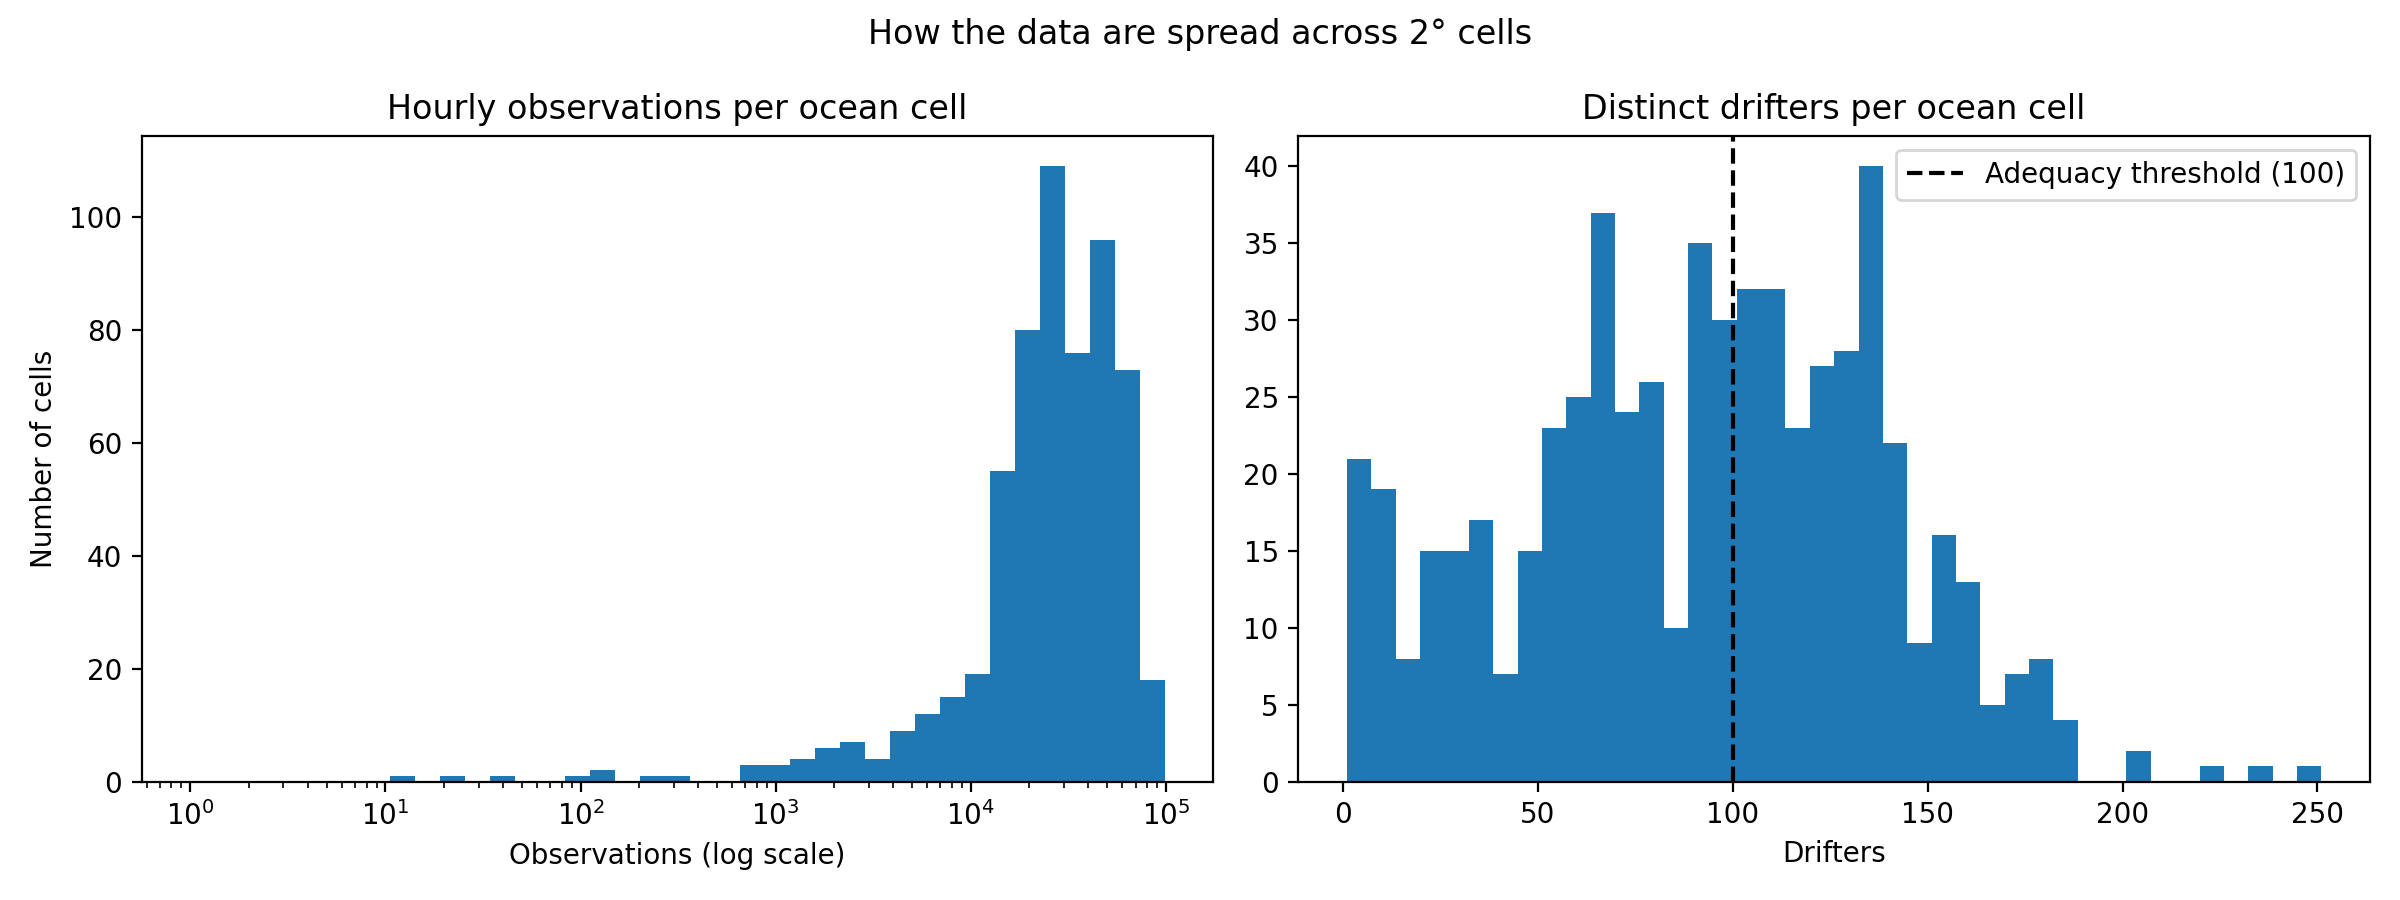 How the data are spread across 2° cells
Hourly observations per ocean cell
Number of cells
100
80
60
40
20
0
10⁰ 10¹ 10² 10³ 10⁴ 10⁵
Observations (log scale)
Distinct drifters per ocean cell
Adequacy threshold (100)
40
35
30
25
20
15
10
5
0
0 50 100 150 200 250
Drifters